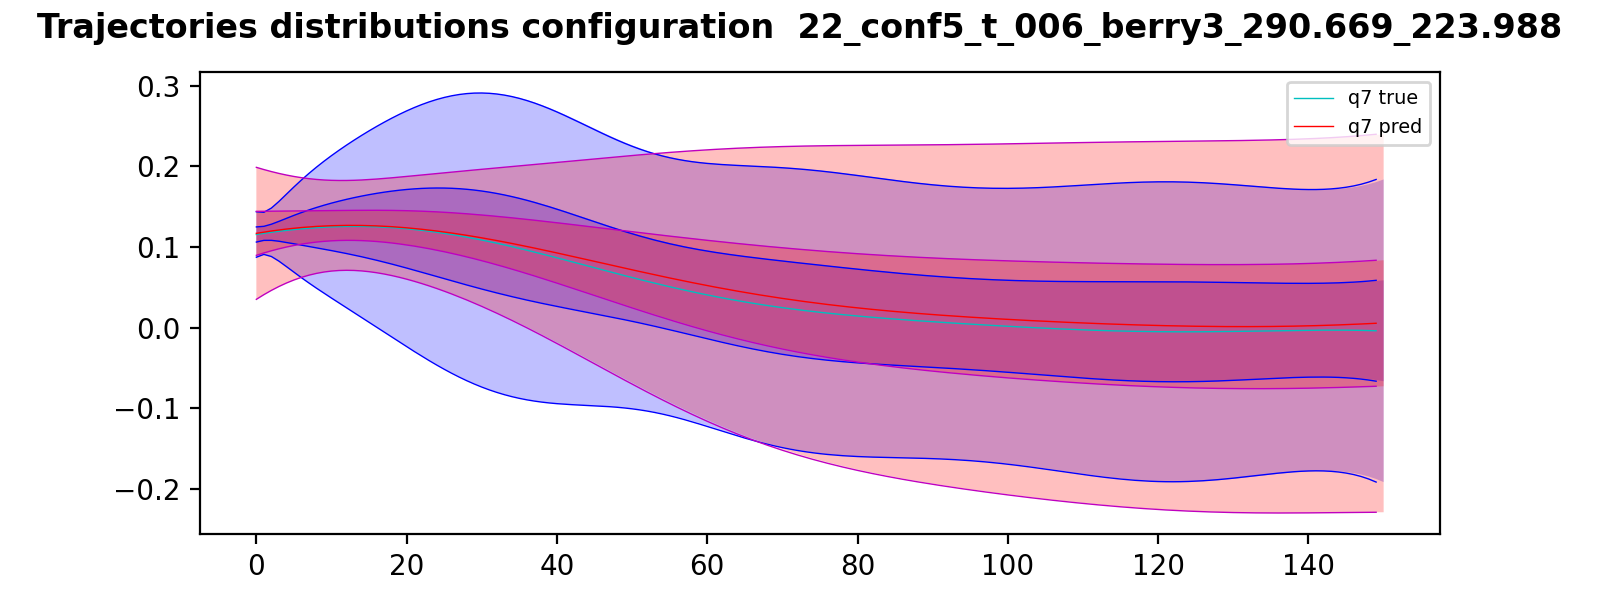 Trajectories distributions configuration  22_conf5_t_006_berry3_290.669_223.988
0.3
0.2
0.1
0.0
−0.1
−0.2
q7 true
q7 pred
0 20 40 60 80 100 120 140